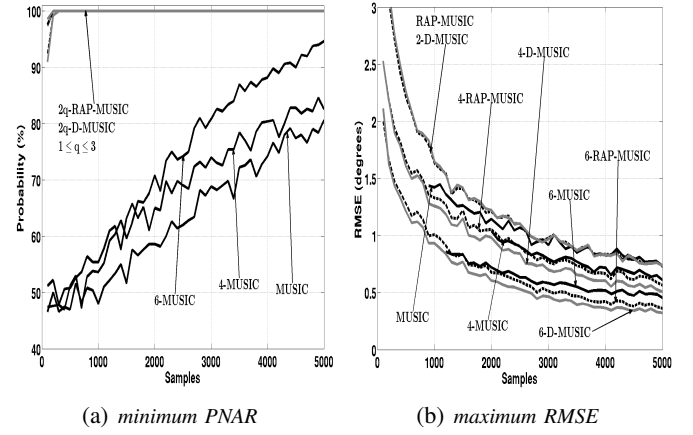 100
90
80
70
60
50
40
Probability (%)
2q-RAP-MUSIC
2q-D-MUSIC
1 ≤ q ≤ 3
6-MUSIC
4-MUSIC
MUSIC
0
1000
2000
3000
4000
5000
Samples
(a) minimum PNAR
3
2.5
2
1.5
1
0.5
0
RMSE (degrees)
RAP-MUSIC
2-D-MUSIC
4-D-MUSIC
4-RAP-MUSIC
6-RAP-MUSIC
6-MUSIC
MUSIC
4-MUSIC
6-D-MUSIC
0
1000
2000
3000
4000
5000
Samples
(b) maximum RMSE